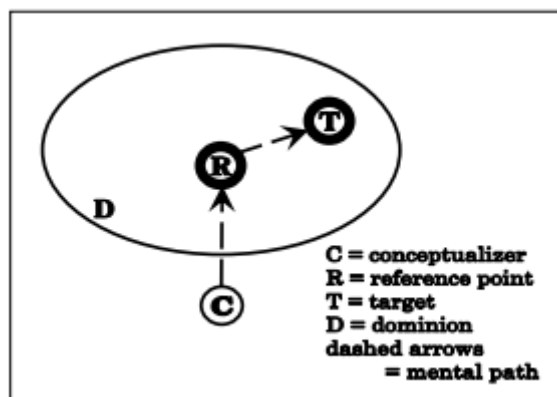 T
R
D
C
C = conceptualizer
R = reference point
T = target
D = dominion
dashed arrows
= mental path